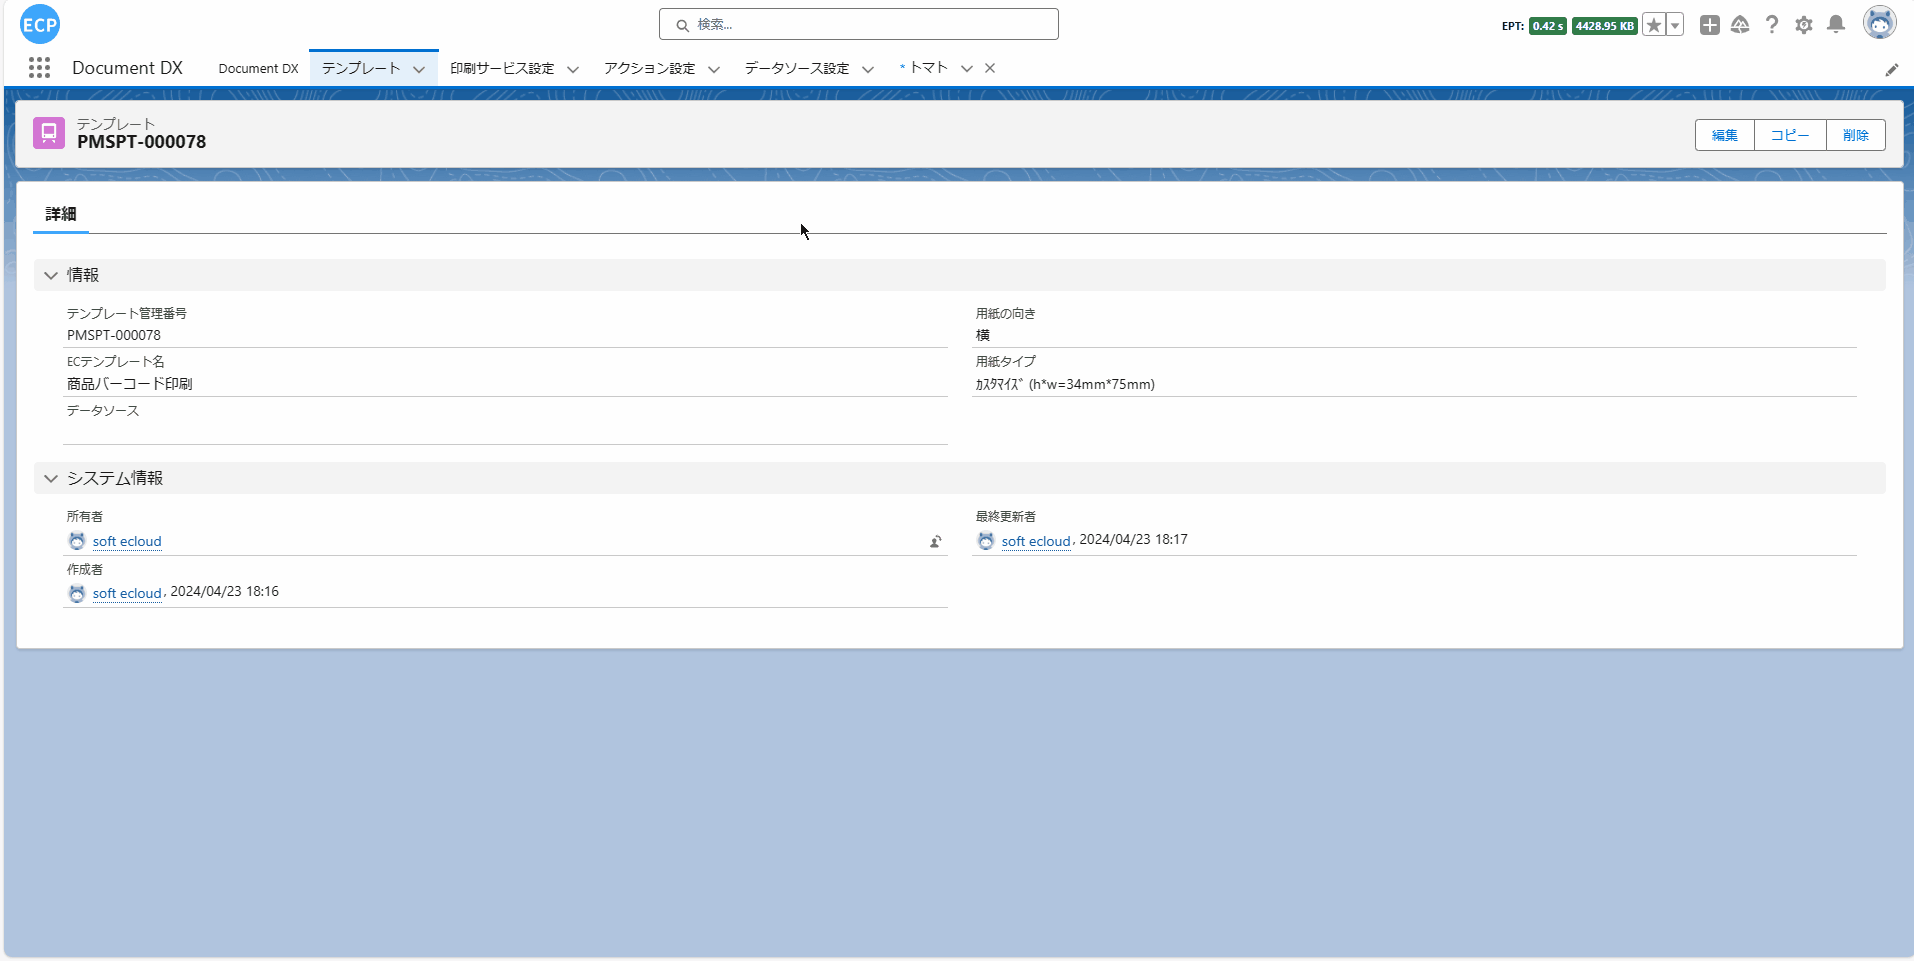 ECP
検索...
EPT: 0.42 s 4428.95 KB
Document DX
Document DX テンプレート 印刷サービス設定 アクション設定 データソース設定 * トマト
テンプレート
PMSPT-000078
編集 コピー 削除
詳細
情報
テンプレート管理番号
PMSPT-000078
用紙の向き
横
ECテンプレート名
商品バーコード印刷
用紙タイプ
ｶｽﾀﾏｲｽﾞ (h*w=34mm*75mm)
データソース
システム情報
所有者
soft ecloud
最終更新者
soft ecloud, 2024/04/23 18:17
作成者
soft ecloud, 2024/04/23 18:16